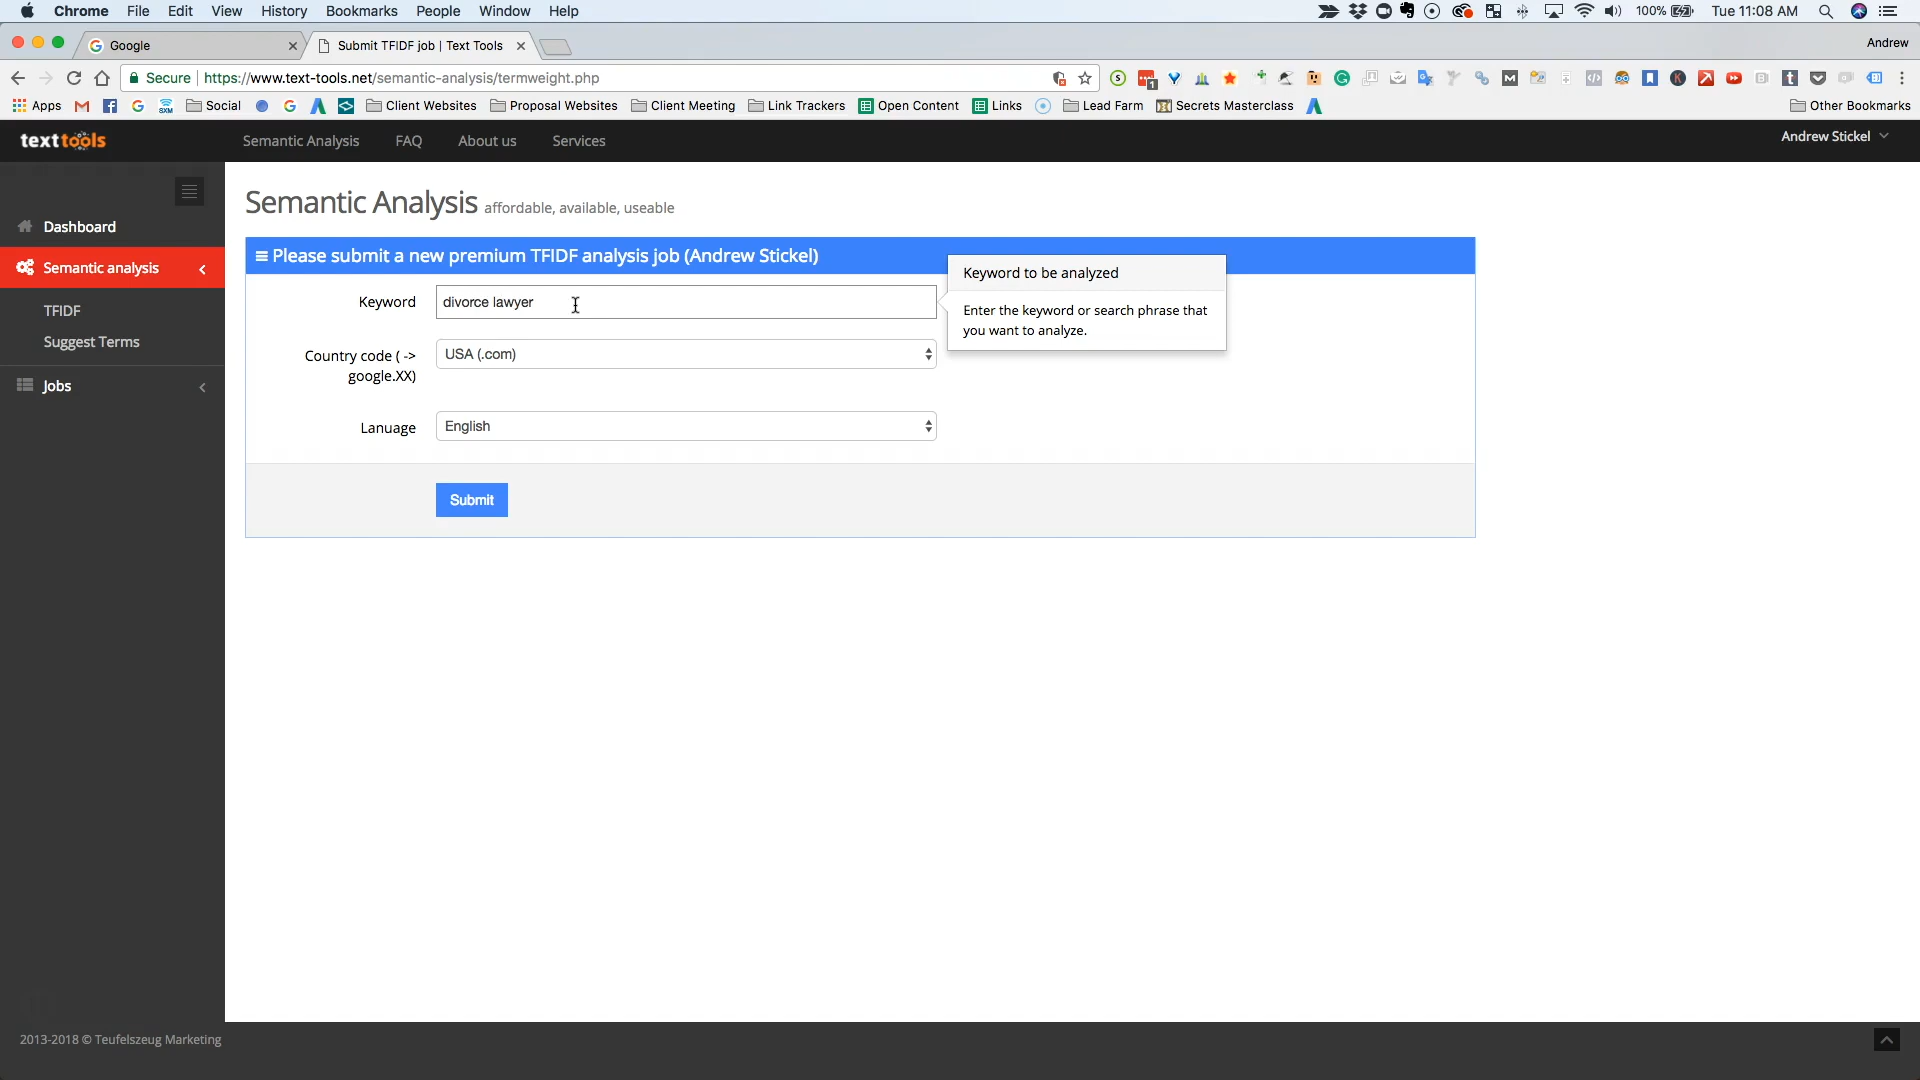 Chrome File Edit View History Bookmarks People Window Help 100% Tue 11:08 AM
Google Submit TFIDF job | Text Tools Andrew
Secure https://www.text-tools.net/semantic-analysis/termweight.php
Apps Social Client Websites Proposal Websites Client Meeting Link Trackers Open Content Links Lead Farm Secrets Masterclass Other Bookmarks
texttools Semantic Analysis FAQ About us Services Andrew Stickel
Semantic Analysis affordable, available, useable
Dashboard
Semantic analysis
TFIDF
Suggest Terms
Jobs
Please submit a new premium TFIDF analysis job (Andrew Stickel)
Keyword divorce lawyer
Keyword to be analyzed
Enter the keyword or search phrase that
you want to analyze.
Country code ( ->
google.XX)
USA (.com)
Lanuage English
Submit
2013-2018 © Teufelszeug Marketing